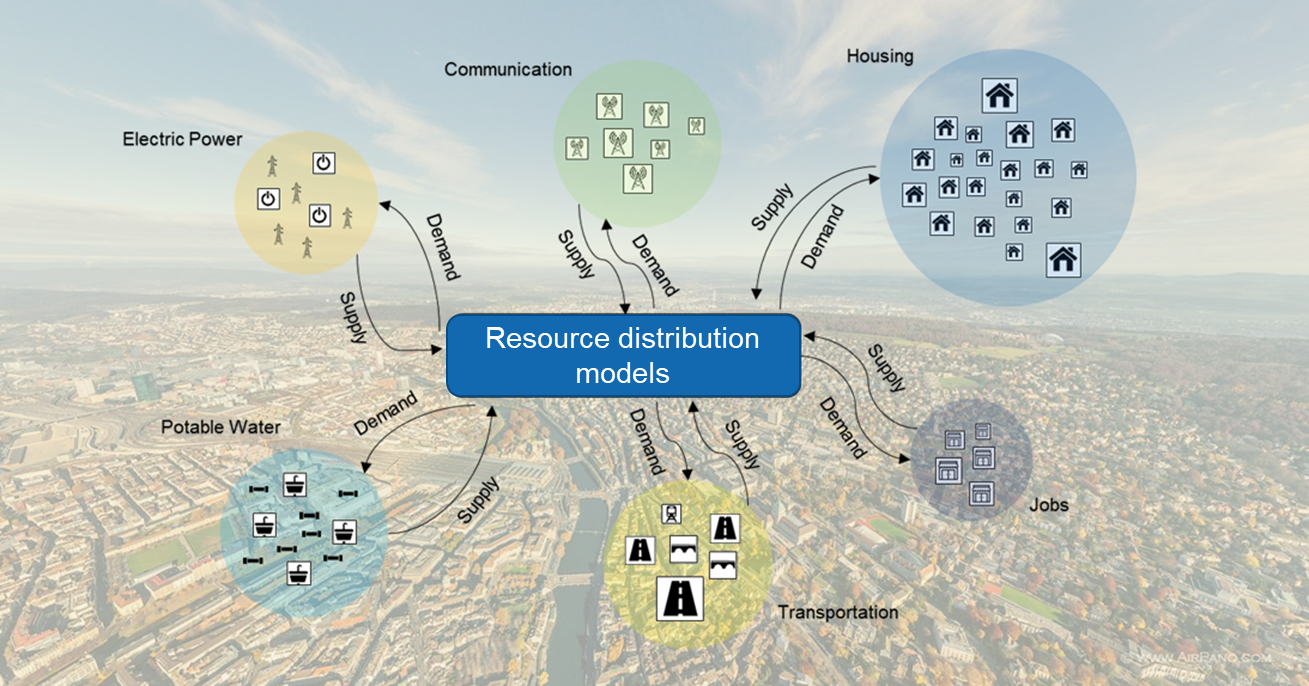 Communication
Housing
Electric Power
Supply
Demand
Demand
Supply
Demand
Supply
Supply
Demand
Resource distribution
models
Supply
Demand
Demand
Supply
Demand
Supply
Potable Water
Jobs
Transportation
© WWW.AIRPANO.COM